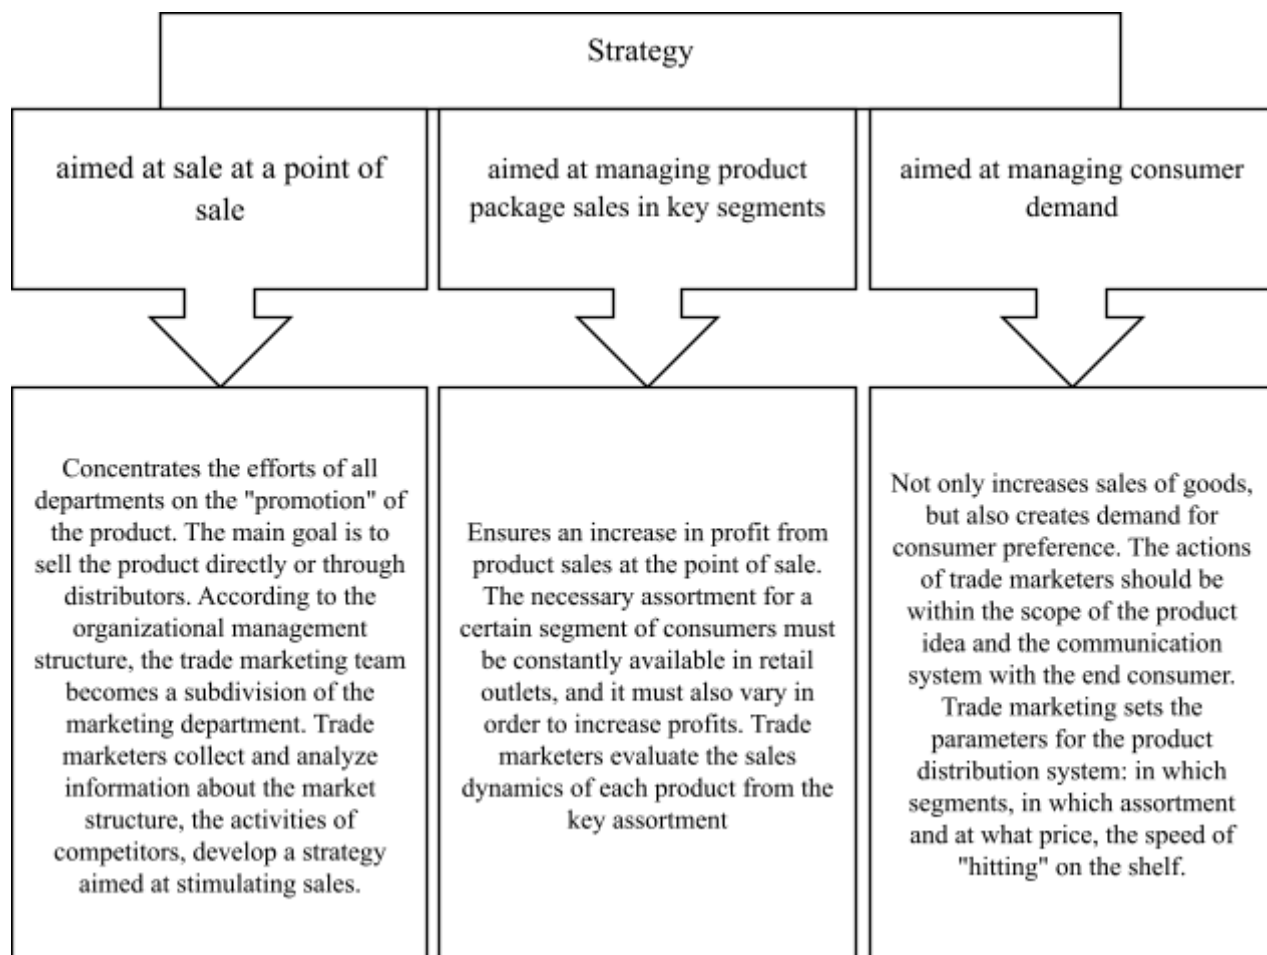 Strategy
aimed at sale at a point of
sale
aimed at managing product
package sales in key segments
aimed at managing consumer
demand
Concentrates the efforts of all
departments on the "promotion" of
the product. The main goal is to
sell the product directly or through
distributors. According to the
organizational management
structure, the trade marketing team
becomes a subdivision of the
marketing department. Trade
marketers collect and analyze
information about the market
structure, the activities of
competitors, develop a strategy
aimed at stimulating sales.
Ensures an increase in profit from
product sales at the point of sale.
The necessary assortment for a
certain segment of consumers must
be constantly available in retail
outlets, and it must also vary in
order to increase profits. Trade
marketers evaluate the sales
dynamics of each product from the
key assortment
Not only increases sales of goods,
but also creates demand for
consumer preference. The actions
of trade marketers should be
within the scope of the product
idea and the communication
system with the end consumer.
Trade marketing sets the
parameters for the product
distribution system: in which
segments, in which assortment
and at what price, the speed of
"hitting" on the shelf.